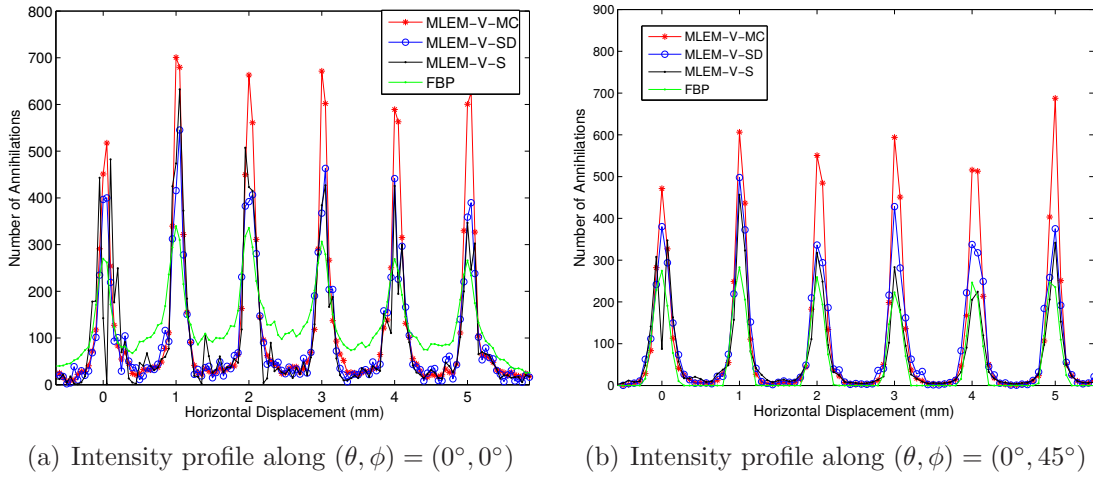 800
700
600
500
400
300
200
100
0
Number of Annihilations
0 1 2 3 4 5
Horizontal Displacement (mm)
MLEM-V-MC
MLEM-V-SD
MLEM-V-S
FBP
(a) Intensity profile along (θ, ϕ) = (0°, 0°)
900
800
700
600
500
400
300
200
100
0
Number of Annihilations
0 1 2 3 4 5
Horizontal Displacement (mm)
MLEM-V-MC
MLEM-V-SD
MLEM-V-S
FBP
(b) Intensity profile along (θ, ϕ) = (0°, 45°)